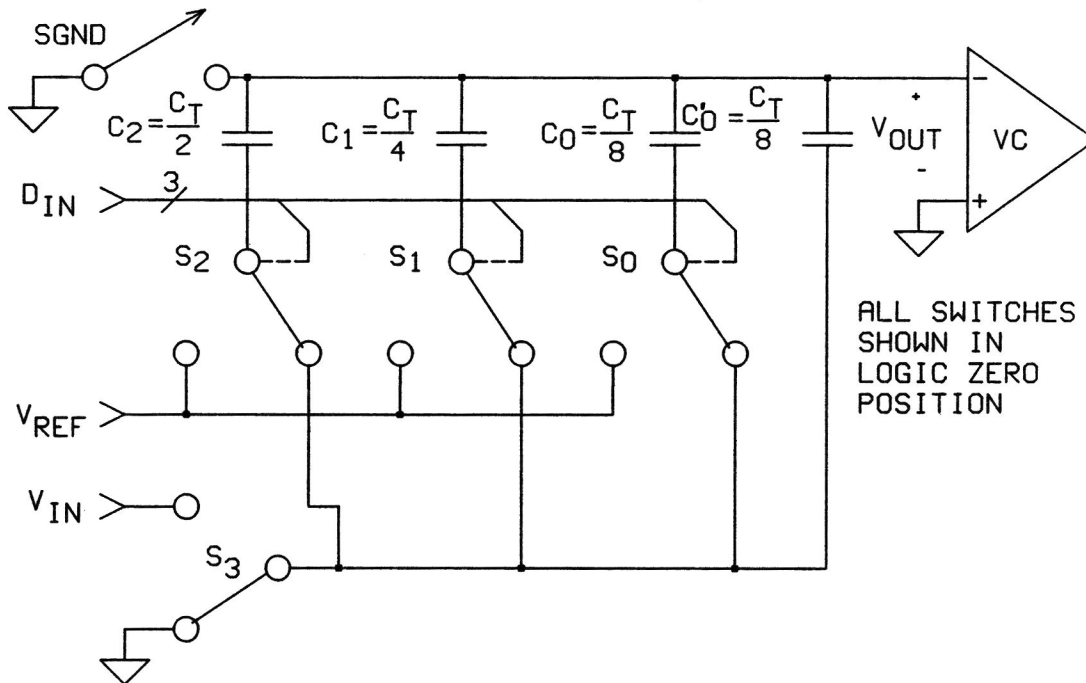 SGND
C2=CT/2
C1=CT/4
C0=CT/8
C'0=CT/8
+
VOUT
-
−
VC
+
DIN
3
S2
S1
S0
ALL SWITCHES
SHOWN IN
LOGIC ZERO
POSITION
VREF
VIN
S3